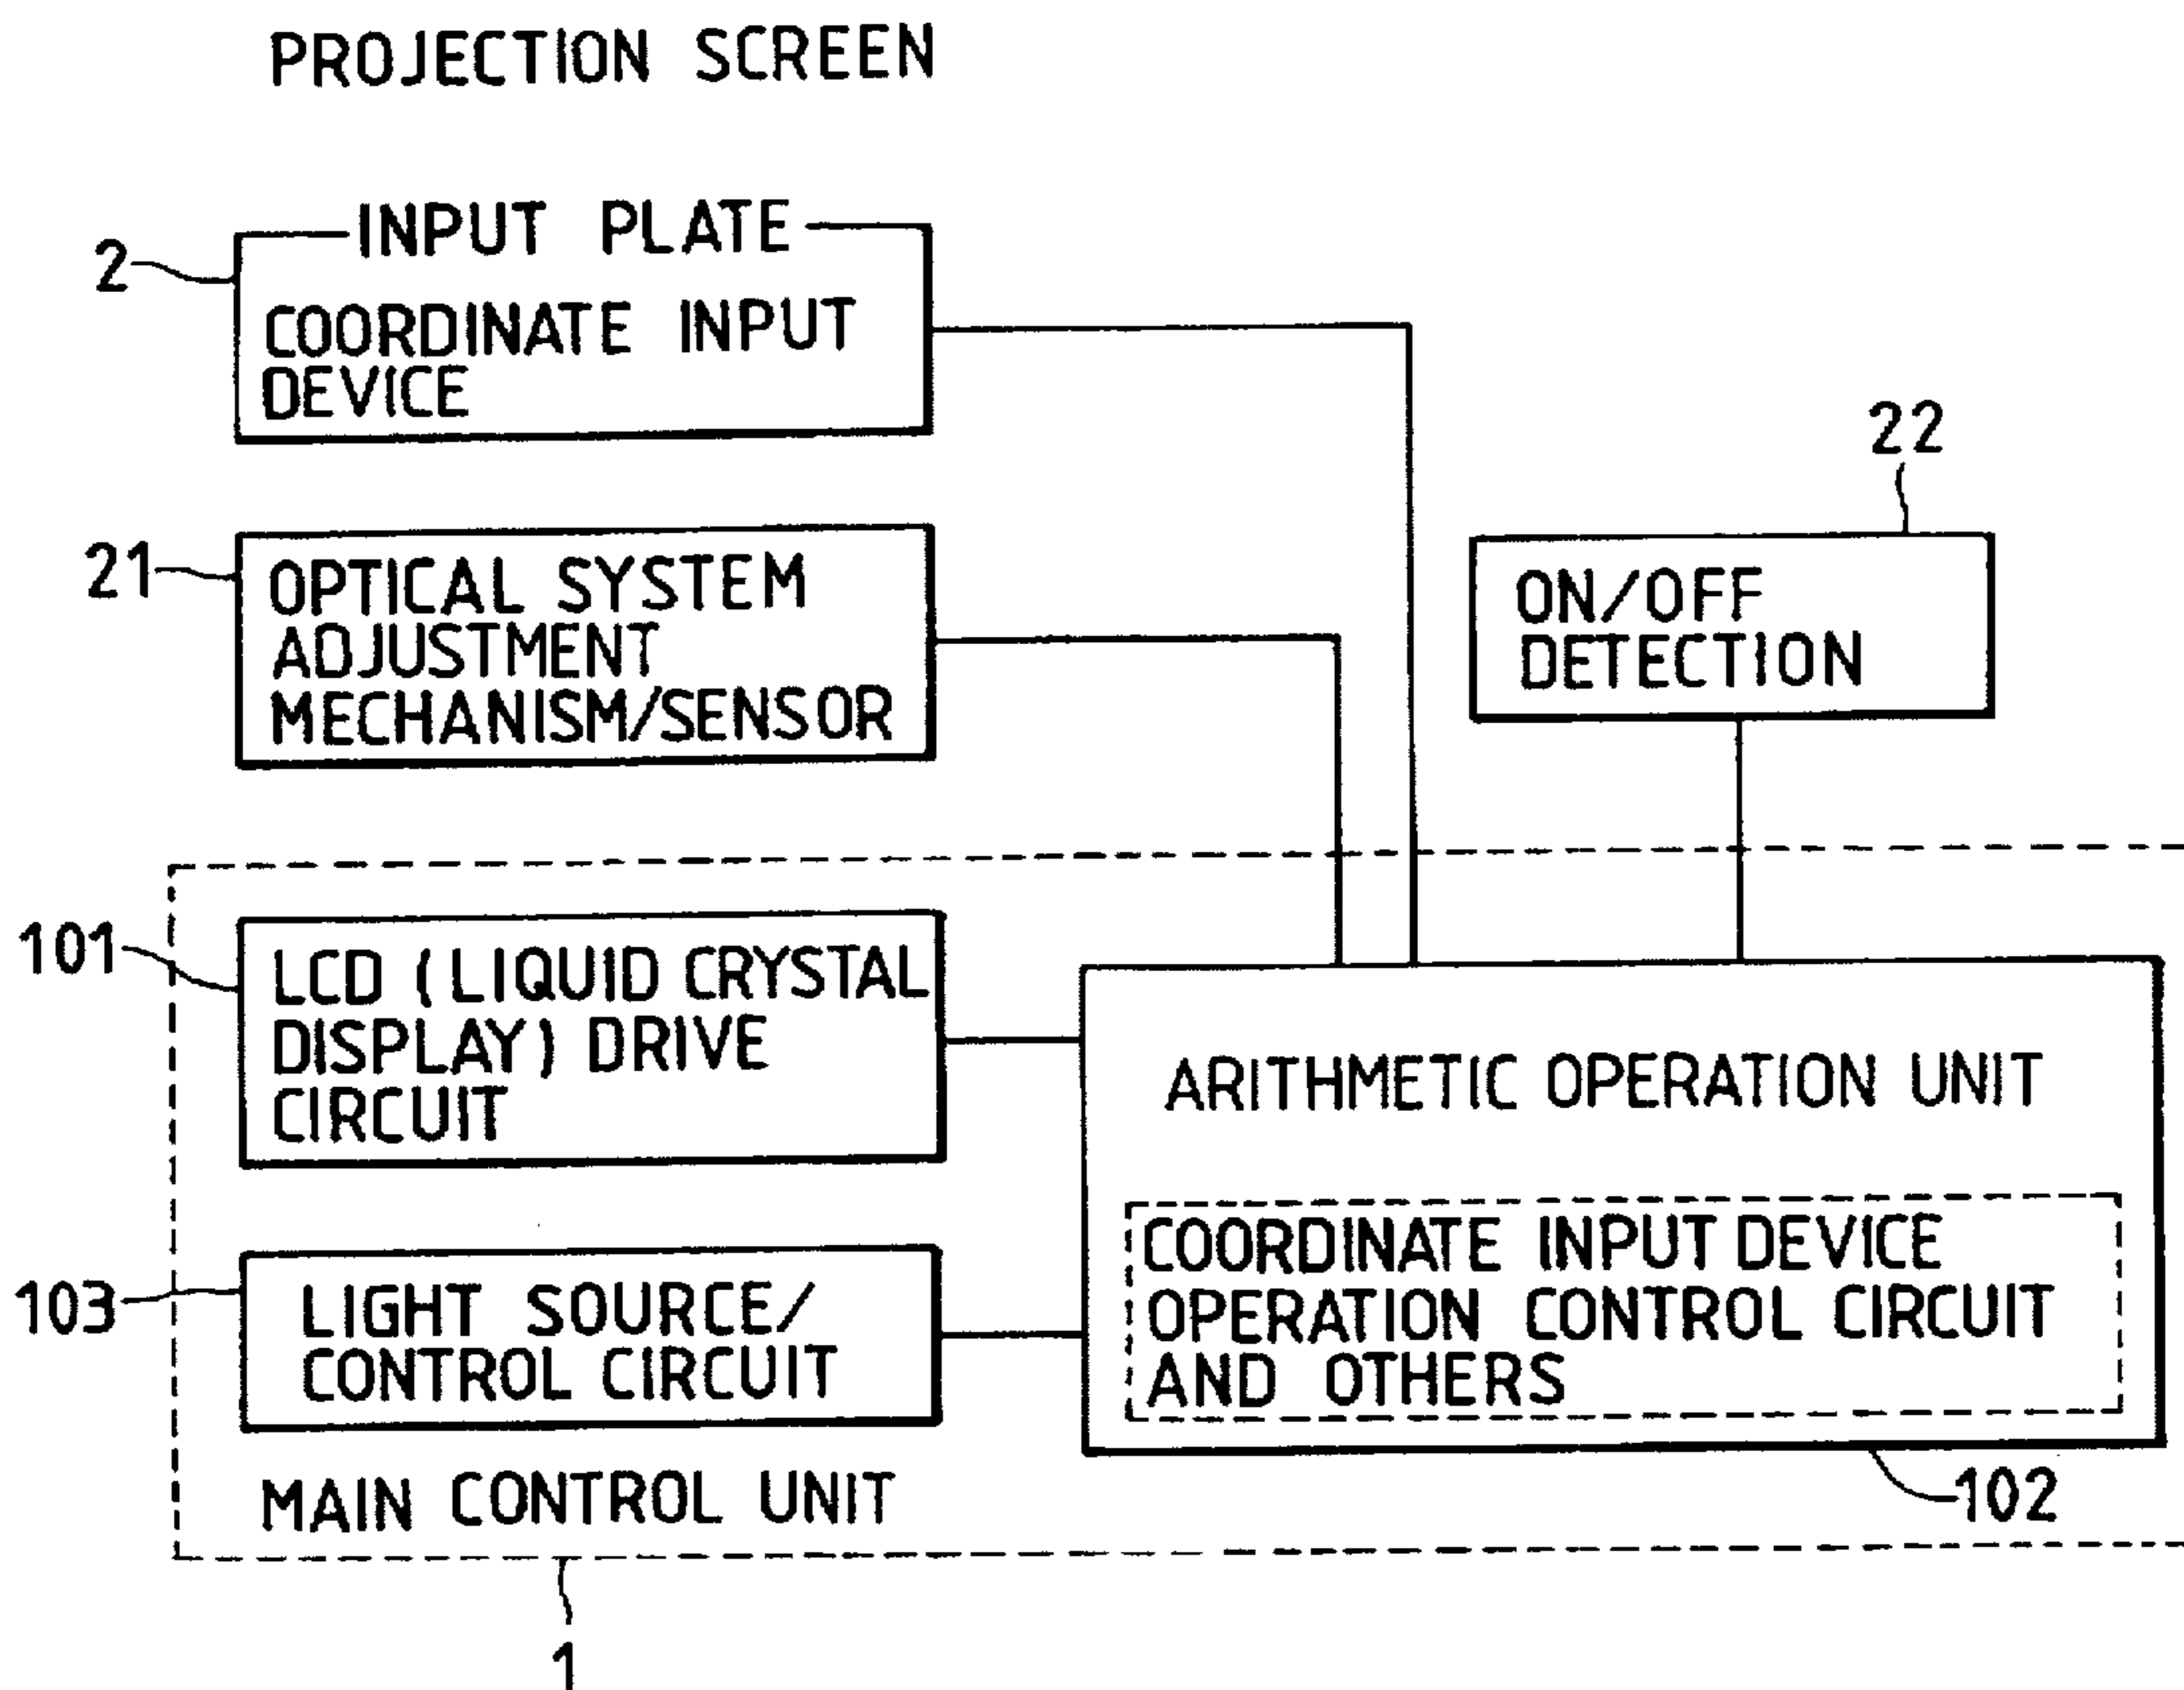 PROJECTION SCREEN
INPUT PLATE
2
COORDINATE INPUT
DEVICE
22
21
OPTICAL SYSTEM
ADJUSTMENT
MECHANISM/SENSOR
ON/OFF
DETECTION
101
LCD (LIQUID CRYSTAL
DISPLAY) DRIVE
CIRCUIT
ARITHMETIC OPERATION UNIT
COORDINATE INPUT DEVICE
OPERATION CONTROL CIRCUIT
AND OTHERS
103
LIGHT SOURCE/
CONTROL CIRCUIT
MAIN CONTROL UNIT
102
1